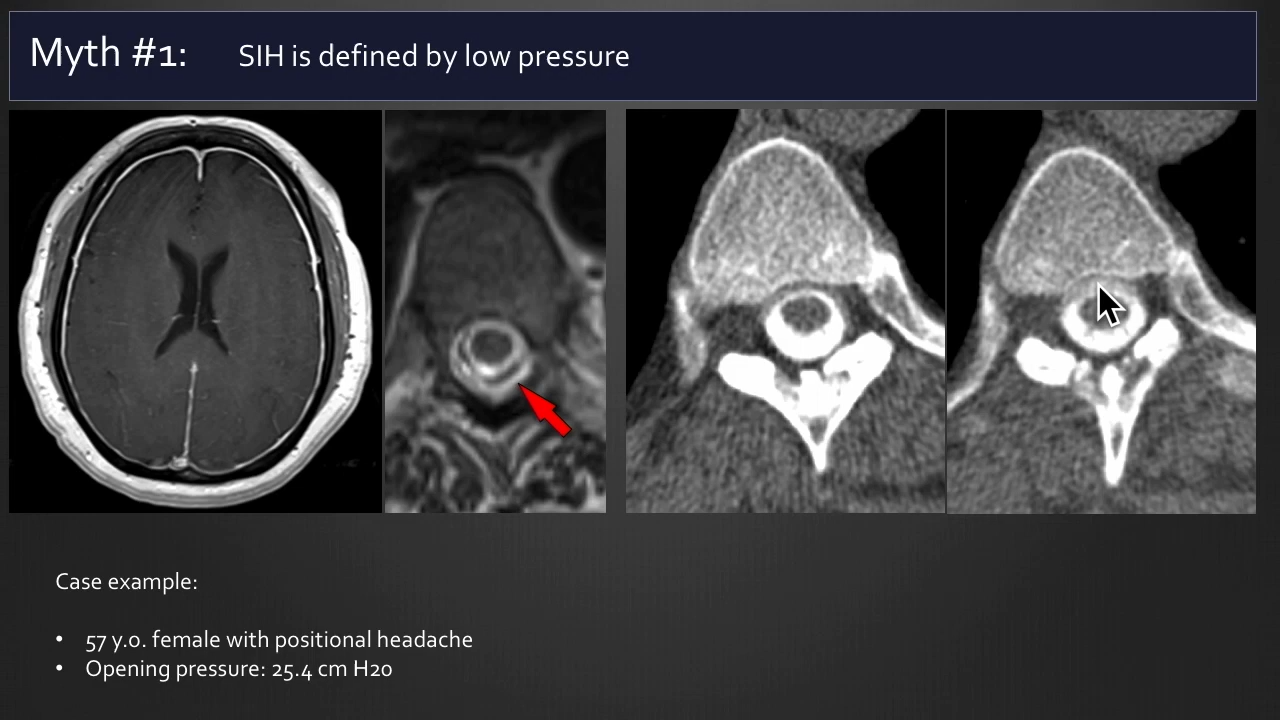 Myth #1: SIH is defined by low pressure
Case example:
• 57 y.o. female with positional headache
• Opening pressure: 25.4 cm H20